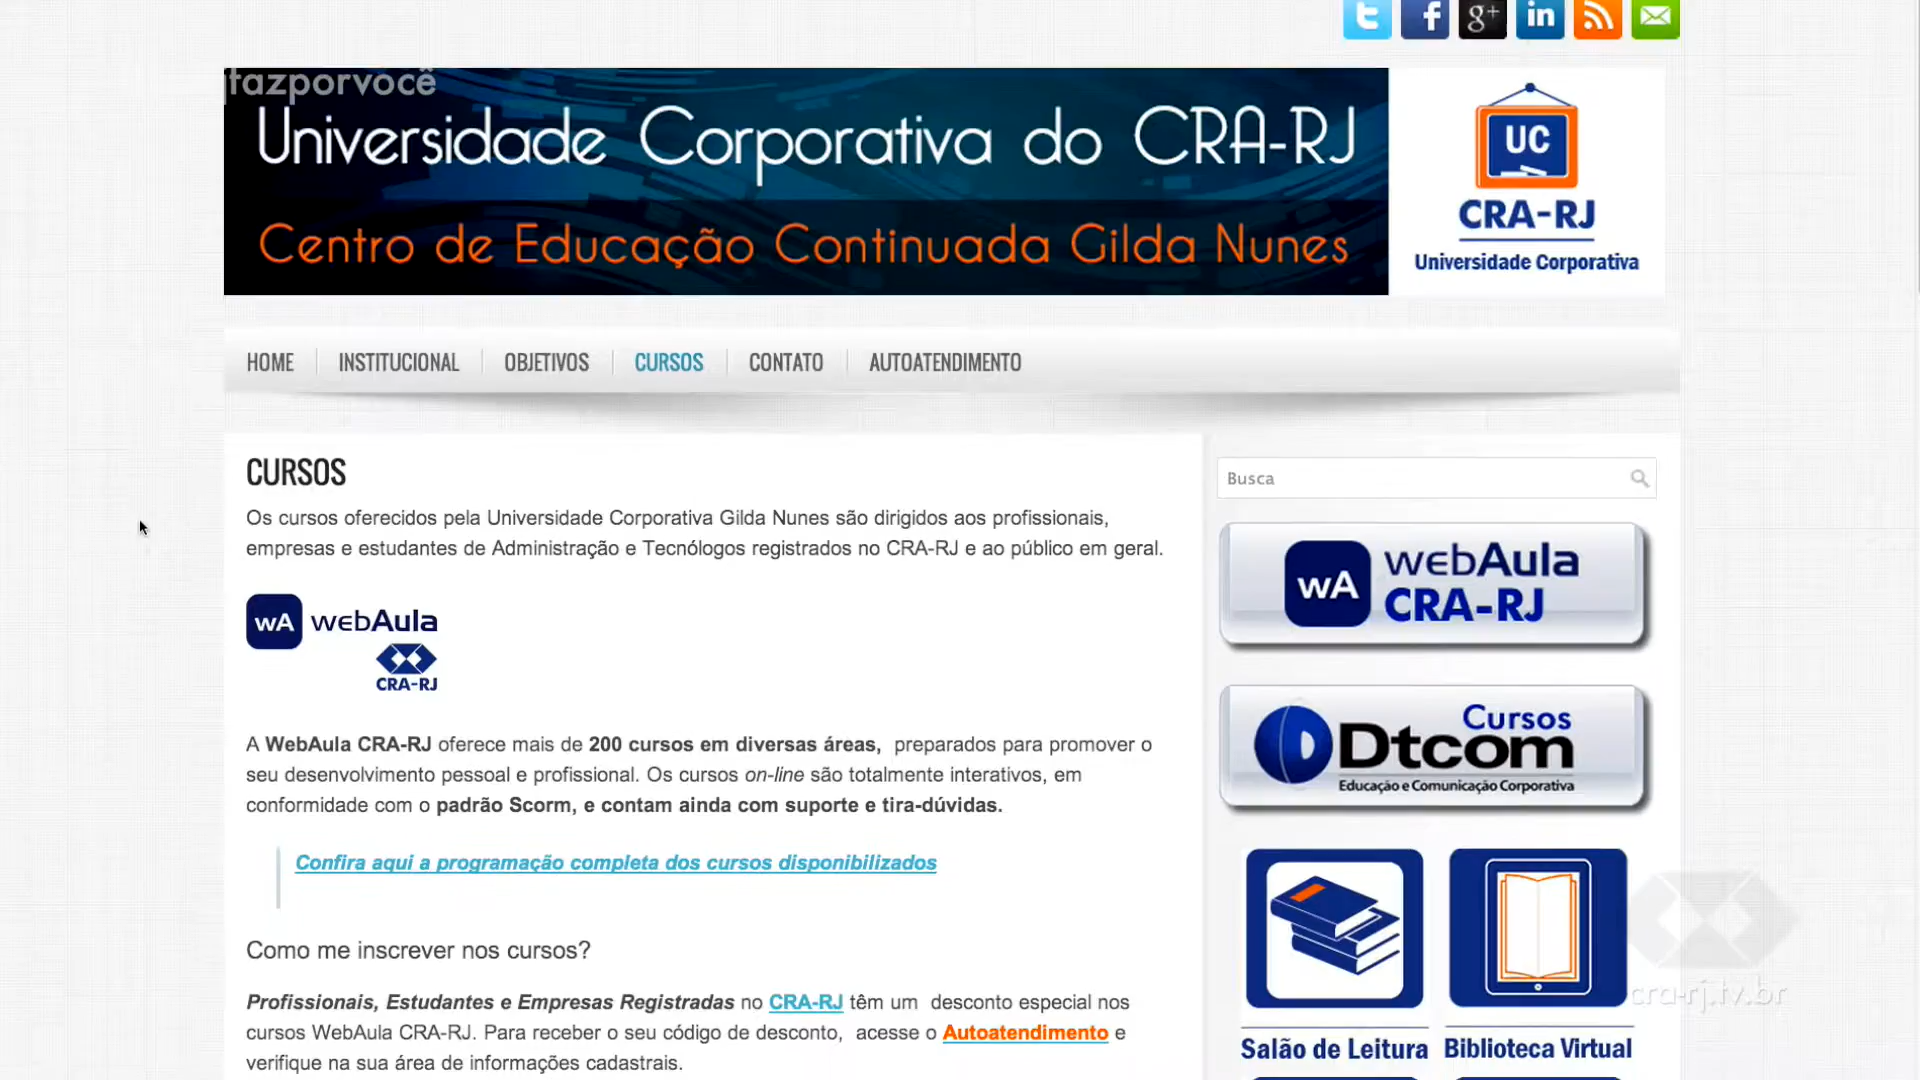 fazporvocê
Universidade Corporativa do CRA-RJ
Centro de Educação Continuada Gilda Nunes
UC
CRA-RJ
Universidade Corporativa
HOME
INSTITUCIONAL
OBJETIVOS
CURSOS
CONTATO
AUTOATENDIMENTO
CURSOS
Os cursos oferecidos pela Universidade Corporativa Gilda Nunes são dirigidos aos profissionais,
empresas e estudantes de Administração e Tecnólogos registrados no CRA-RJ e ao público em geral.
wA webAula
CRA-RJ
A WebAula CRA-RJ oferece mais de 200 cursos em diversas áreas, preparados para promover o
seu desenvolvimento pessoal e profissional. Os cursos on-line são totalmente interativos, em
conformidade com o padrão Scorm, e contam ainda com suporte e tira-dúvidas.
Confira aqui a programação completa dos cursos disponibilizados
Como me inscrever nos cursos?
Profissionais, Estudantes e Empresas Registradas no CRA-RJ têm um desconto especial nos
cursos WebAula CRA-RJ. Para receber o seu código de desconto, acesse o Autoatendimento e
verifique na sua área de informações cadastrais.
Busca
wA webAula
CRA-RJ
Cursos
Dtcom
Educação e Comunicação Corporativa
Salão de Leitura
Biblioteca Virtual
cra-rj.tv.br